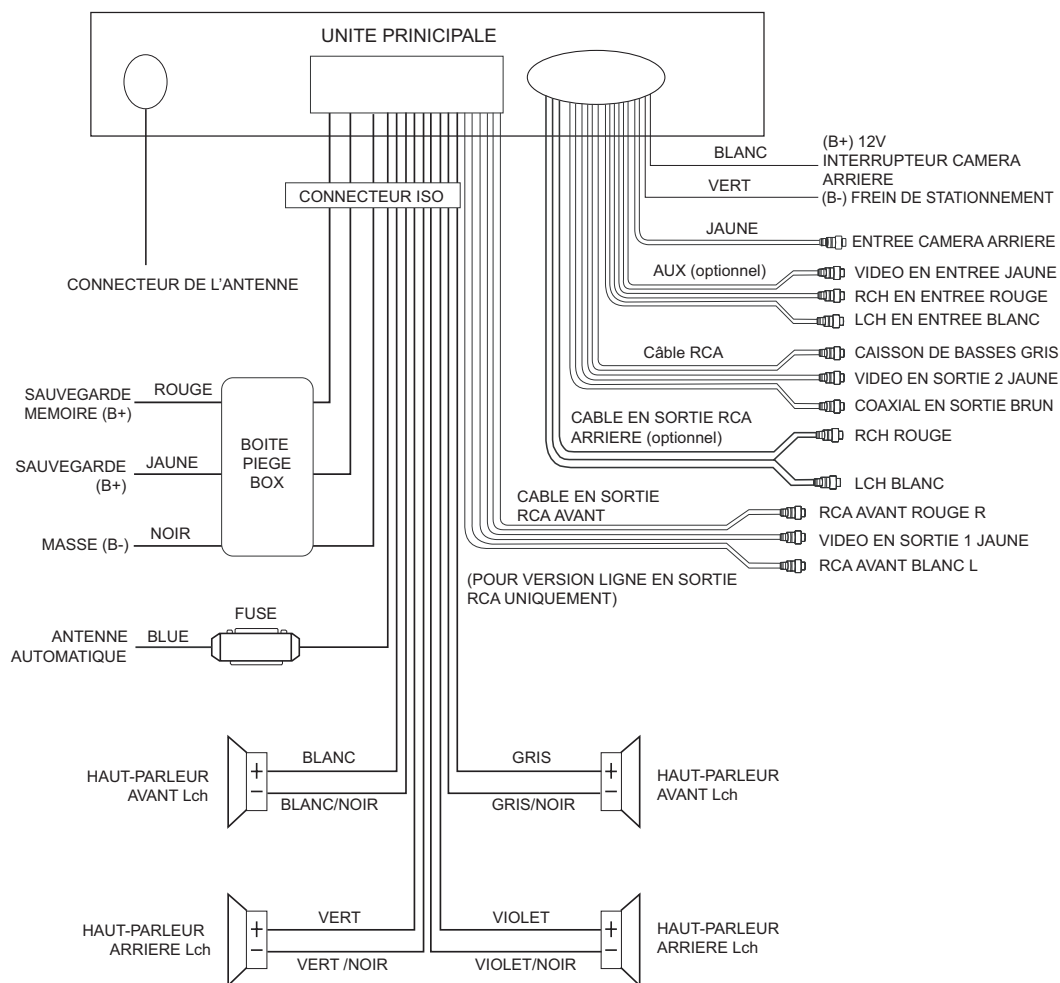 UNITE PRINICIPALE
BLANC
(B+) 12V
INTERRUPTEUR CAMERA
ARRIERE
VERT
(B-) FREIN DE STATIONNEMENT
CONNECTEUR ISO
JAUNE
ENTREE CAMERA ARRIERE
CONNECTEUR DE L'ANTENNE
AUX (optionnel)
VIDEO EN ENTREE JAUNE
RCH EN ENTREE ROUGE
LCH EN ENTREE BLANC
Câble RCA
CAISSON DE BASSES GRIS
VIDEO EN SORTIE 2 JAUNE
COAXIAL EN SORTIE BRUN
SAUVEGARDE
MEMOIRE (B+)
ROUGE
CABLE EN SORTIE RCA
ARRIERE (optionnel)
RCH ROUGE
LCH BLANC
BOITE
PIEGE
BOX
SAUVEGARDE
(B+)
JAUNE
CABLE EN SORTIE
RCA AVANT
RCA AVANT ROUGE R
VIDEO EN SORTIE 1 JAUNE
RCA AVANT BLANC L
MASSE (B-)
NOIR
(POUR VERSION LIGNE EN SORTIE
RCA UNIQUEMENT)
FUSE
ANTENNE
AUTOMATIQUE
BLUE
HAUT-PARLEUR
AVANT Lch
+
−
BLANC
BLANC/NOIR
GRIS
GRIS/NOIR
+
−
HAUT-PARLEUR
AVANT Lch
HAUT-PARLEUR
ARRIERE Lch
+
−
VERT
VERT /NOIR
VIOLET
VIOLET/NOIR
+
−
HAUT-PARLEUR
ARRIERE Lch